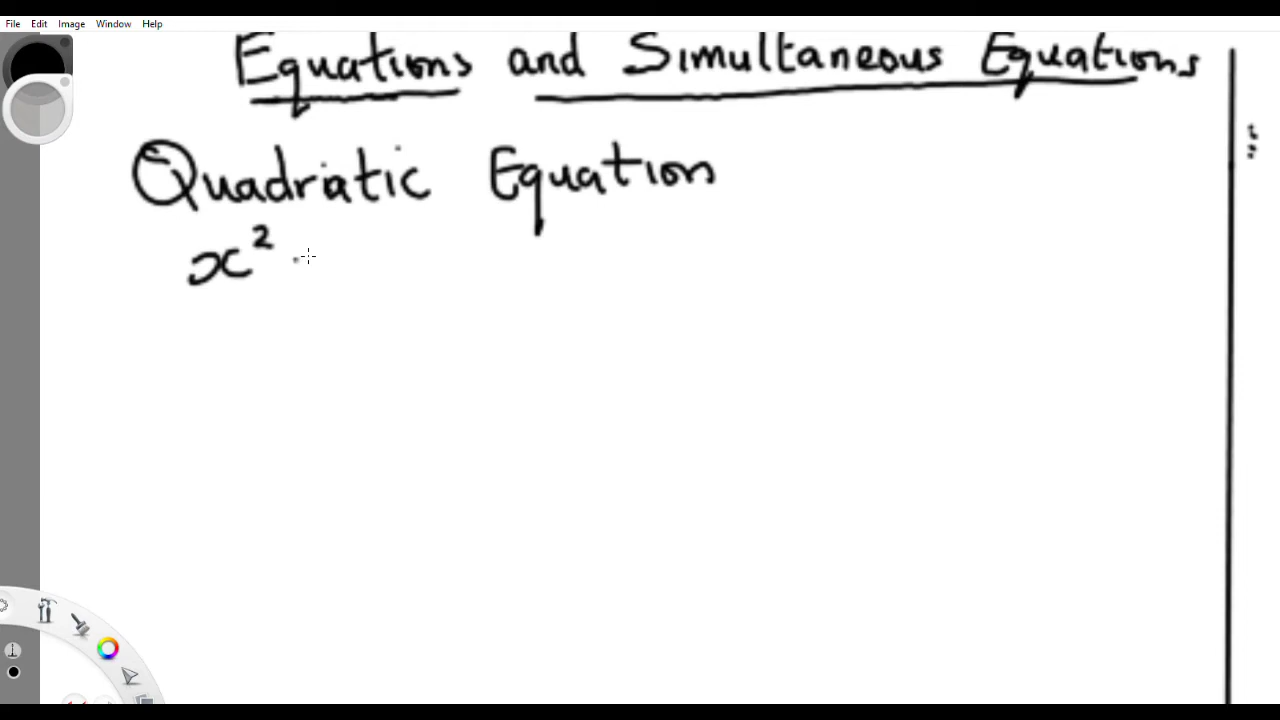 File Edit Image Window Help
Equations and Simultaneous Equations
Quadratic Equation
x²